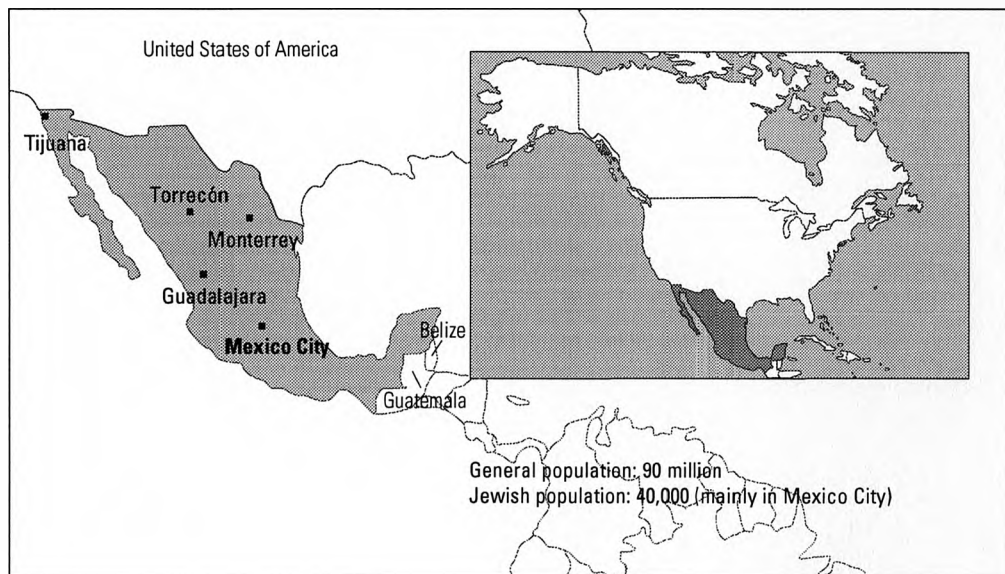 United States of America
Tijuana
Torrecón
Monterrey
Guadalajara
Mexico City
Belize
Guatemala
General population: 90 million
Jewish population: 40,000 (mainly in Mexico City)